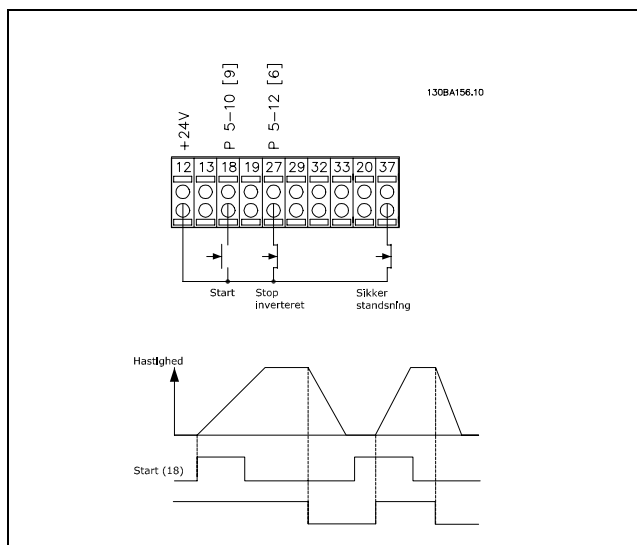 130BA156.10
+24V
P 5-10 [9]
P 5-12 [6]
12 13 18 19 27 29 32 33 20 37
Start
Stop
inverteret
Sikker
standsning
Hastighed
Start (18)